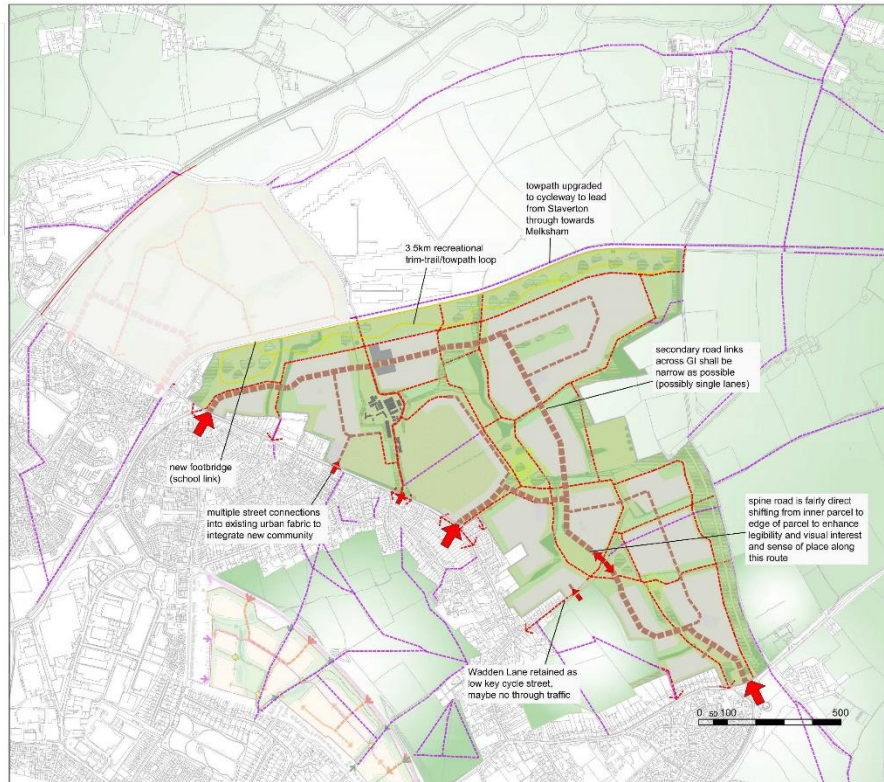 towpath upgraded
to cycleway to lead
from Staverton
through towards
Melksham
3.5km recreational
trim-trail/towpath loop
secondary road links
across GI shall be
narrow as possible
(possibly single lanes)
new footbridge
(school link)
multiple street connections
into existing urban fabric to
integrate new community
spine road is fairly direct
shifting from inner parcel to
edge of parcel to enhance
legibility and visual interest
and sense of place along
this route
Wadden Lane retained as
low key cycle street,
maybe no through traffic
0 50 100 500